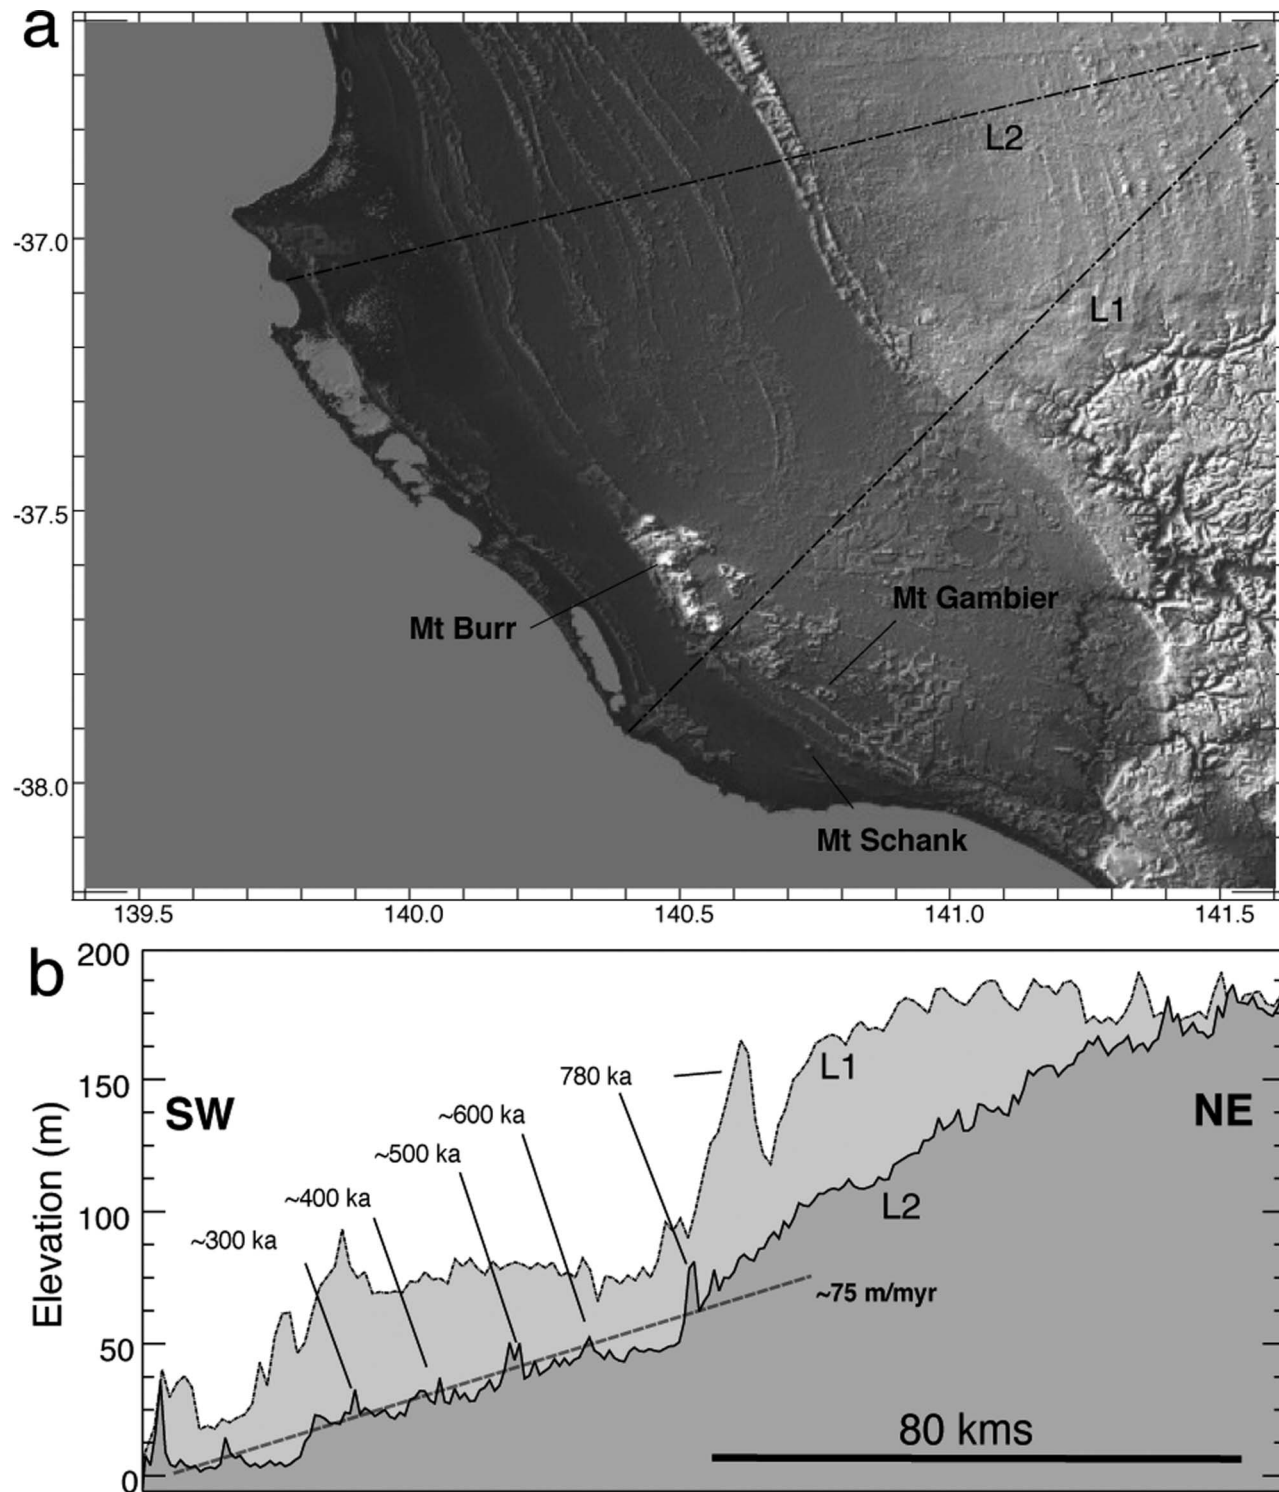 a
L2
-37.0
L1
-37.5
Mt Gambier
Mt Burr
-38.0
Mt Schank
139.5
140.0
140.5
141.0
141.5
b
200
150
100
50
0
Elevation (m)
SW
NE
780 ka
~600 ka
~500 ka
~400 ka
~300 ka
L1
L2
~75 m/myr
80 kms